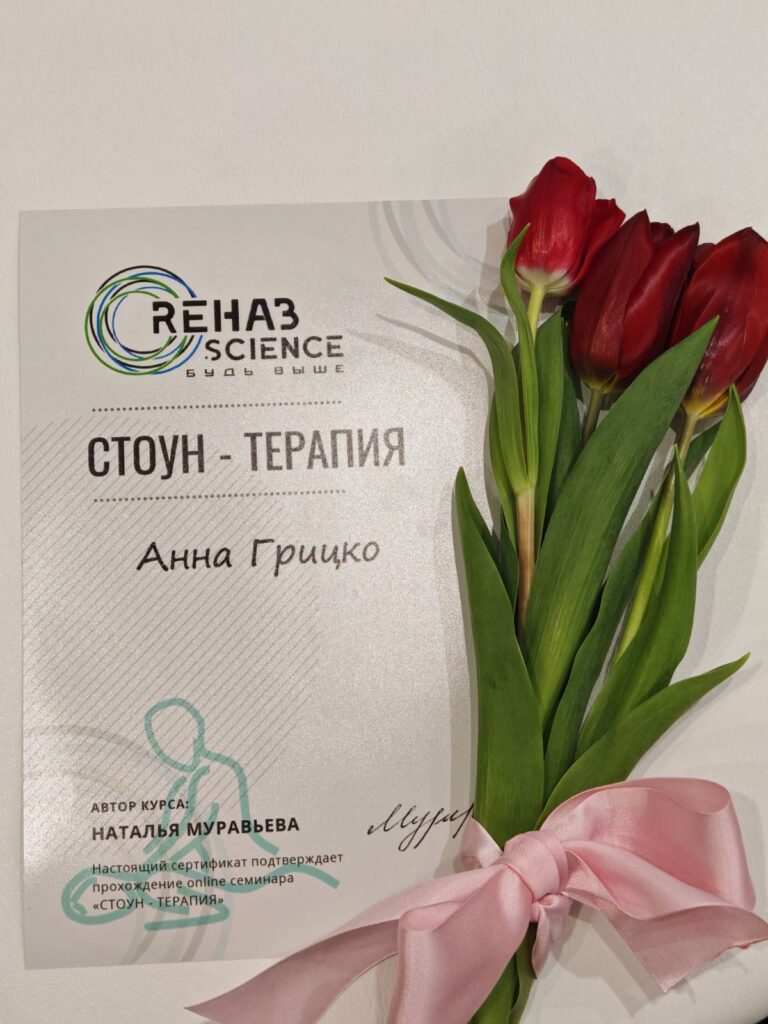 REHAB
.SCIENCE
БУДЬ ВЫШЕ
СТОУН - ТЕРАПИЯ
Анна Грицко
АВТОР КУРСА:
НАТАЛЬЯ МУРАВЬЕВА
Настоящий сертификат подтверждает
прохождение online семинара
«СТОУН - ТЕРАПИЯ»